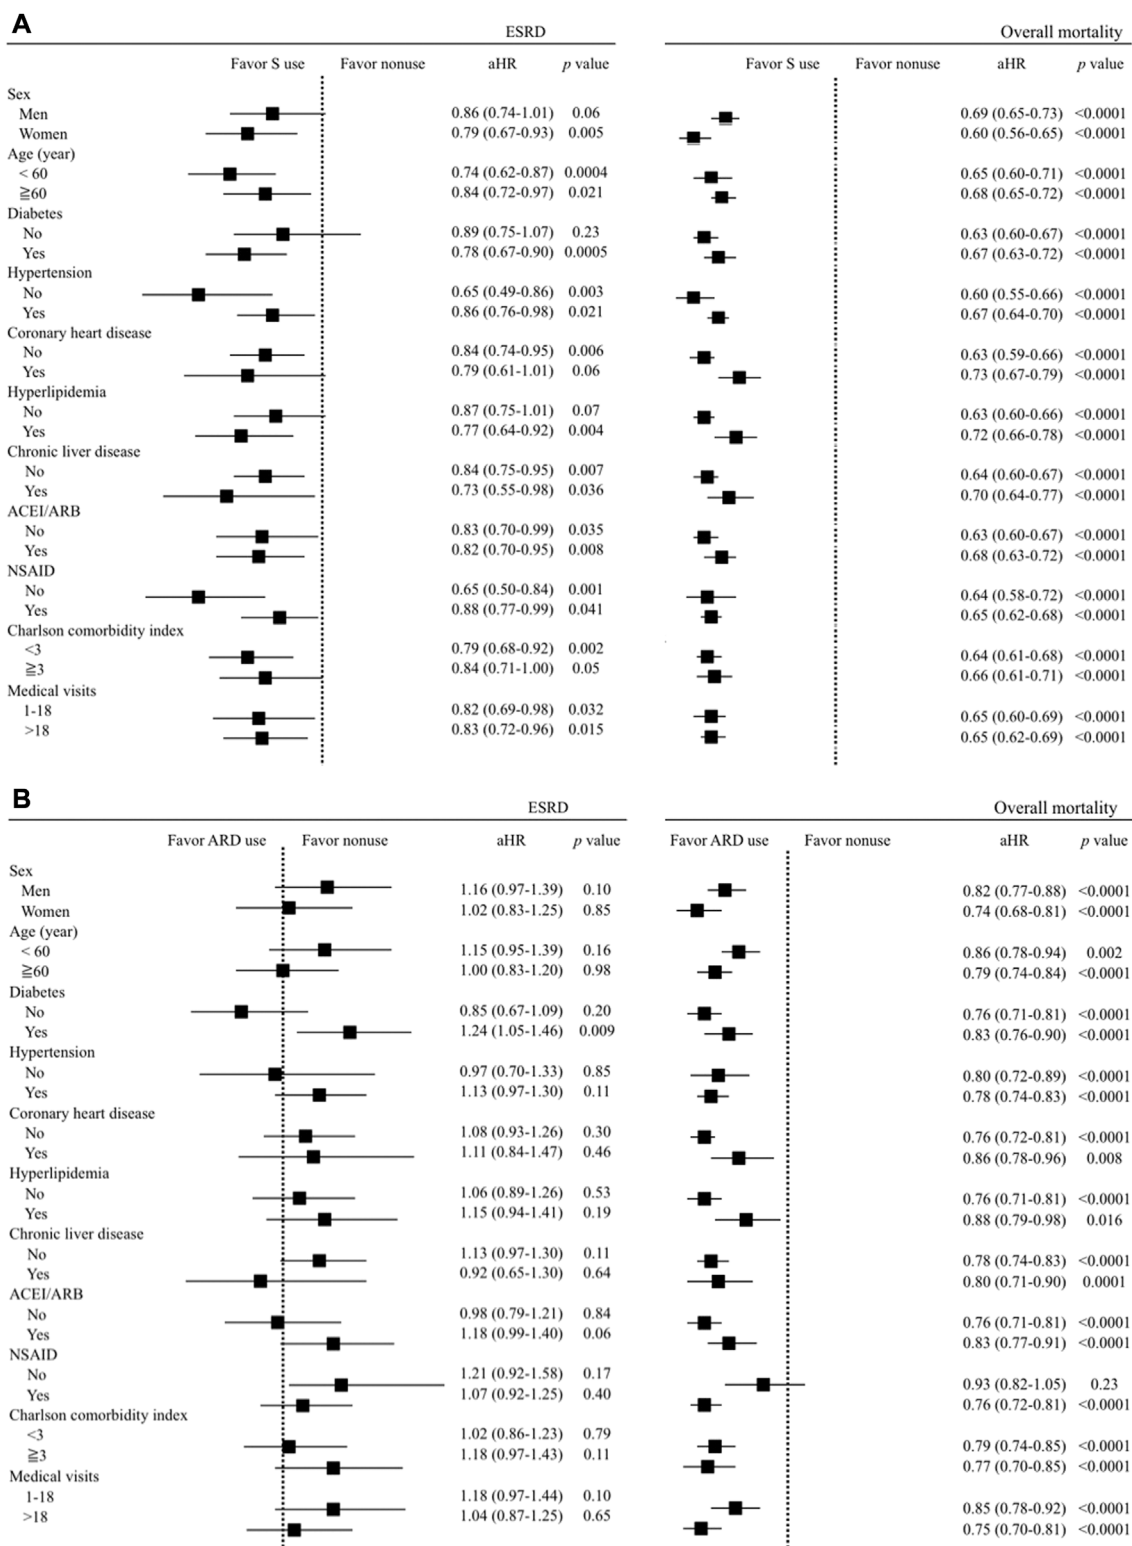 A
ESRD Overall mortality
Favor S use Favor nonuse aHR p value Favor S use Favor nonuse aHR p value
Sex
Men 0.86 (0.74-1.01) 0.06 0.69 (0.65-0.73) <0.0001
Women 0.79 (0.67-0.93) 0.005 0.60 (0.56-0.65) <0.0001
Age (year)
< 60 0.74 (0.62-0.87) 0.0004 0.65 (0.60-0.71) <0.0001
≧60 0.84 (0.72-0.97) 0.021 0.68 (0.65-0.72) <0.0001
Diabetes
No 0.89 (0.75-1.07) 0.23 0.63 (0.60-0.67) <0.0001
Yes 0.78 (0.67-0.90) 0.0005 0.67 (0.63-0.72) <0.0001
Hypertension
No 0.65 (0.49-0.86) 0.003 0.60 (0.55-0.66) <0.0001
Yes 0.86 (0.76-0.98) 0.021 0.67 (0.64-0.70) <0.0001
Coronary heart disease
No 0.84 (0.74-0.95) 0.006 0.63 (0.59-0.66) <0.0001
Yes 0.79 (0.61-1.01) 0.06 0.73 (0.67-0.79) <0.0001
Hyperlipidemia
No 0.87 (0.75-1.01) 0.07 0.63 (0.60-0.66) <0.0001
Yes 0.77 (0.64-0.92) 0.004 0.72 (0.66-0.78) <0.0001
Chronic liver disease
No 0.84 (0.75-0.95) 0.007 0.64 (0.60-0.67) <0.0001
Yes 0.73 (0.55-0.98) 0.036 0.70 (0.64-0.77) <0.0001
ACEI/ARB
No 0.83 (0.70-0.99) 0.035 0.63 (0.60-0.67) <0.0001
Yes 0.82 (0.70-0.95) 0.008 0.68 (0.63-0.72) <0.0001
NSAID
No 0.65 (0.50-0.84) 0.001 0.64 (0.58-0.72) <0.0001
Yes 0.88 (0.77-0.99) 0.041 0.65 (0.62-0.68) <0.0001
Charlson comorbidity index
<3 0.79 (0.68-0.92) 0.002 0.64 (0.61-0.68) <0.0001
≧3 0.84 (0.71-1.00) 0.05 0.66 (0.61-0.71) <0.0001
Medical visits
1-18 0.82 (0.69-0.98) 0.032 0.65 (0.60-0.69) <0.0001
>18 0.83 (0.72-0.96) 0.015 0.65 (0.62-0.69) <0.0001
B
ESRD Overall mortality
Favor ARD use Favor nonuse aHR p value Favor ARD use Favor nonuse aHR p value
Sex
Men 1.16 (0.97-1.39) 0.10 0.82 (0.77-0.88) <0.0001
Women 1.02 (0.83-1.25) 0.85 0.74 (0.68-0.81) <0.0001
Age (year)
< 60 1.15 (0.95-1.39) 0.16 0.86 (0.78-0.94) 0.002
≧60 1.00 (0.83-1.20) 0.98 0.79 (0.74-0.84) <0.0001
Diabetes
No 0.85 (0.67-1.09) 0.20 0.76 (0.71-0.81) <0.0001
Yes 1.24 (1.05-1.46) 0.009 0.83 (0.76-0.90) <0.0001
Hypertension
No 0.97 (0.70-1.33) 0.85 0.80 (0.72-0.89) <0.0001
Yes 1.13 (0.97-1.30) 0.11 0.78 (0.74-0.83) <0.0001
Coronary heart disease
No 1.08 (0.93-1.26) 0.30 0.76 (0.72-0.81) <0.0001
Yes 1.11 (0.84-1.47) 0.46 0.86 (0.78-0.96) 0.008
Hyperlipidemia
No 1.06 (0.89-1.26) 0.53 0.76 (0.71-0.81) <0.0001
Yes 1.15 (0.94-1.41) 0.19 0.88 (0.79-0.98) 0.016
Chronic liver disease
No 1.13 (0.97-1.30) 0.11 0.78 (0.74-0.83) <0.0001
Yes 0.92 (0.65-1.30) 0.64 0.80 (0.71-0.90) 0.0001
ACEI/ARB
No 0.98 (0.79-1.21) 0.84 0.76 (0.71-0.81) <0.0001
Yes 1.18 (0.99-1.40) 0.06 0.83 (0.77-0.91) <0.0001
NSAID
No 1.21 (0.92-1.58) 0.17 0.93 (0.82-1.05) 0.23
Yes 1.07 (0.92-1.25) 0.40 0.76 (0.72-0.81) <0.0001
Charlson comorbidity index
<3 1.02 (0.86-1.23) 0.79 0.79 (0.74-0.85) <0.0001
≧3 1.18 (0.97-1.43) 0.11 0.77 (0.70-0.85) <0.0001
Medical visits
1-18 1.18 (0.97-1.44) 0.10 0.85 (0.78-0.92) <0.0001
>18 1.04 (0.87-1.25) 0.65 0.75 (0.70-0.81) <0.0001